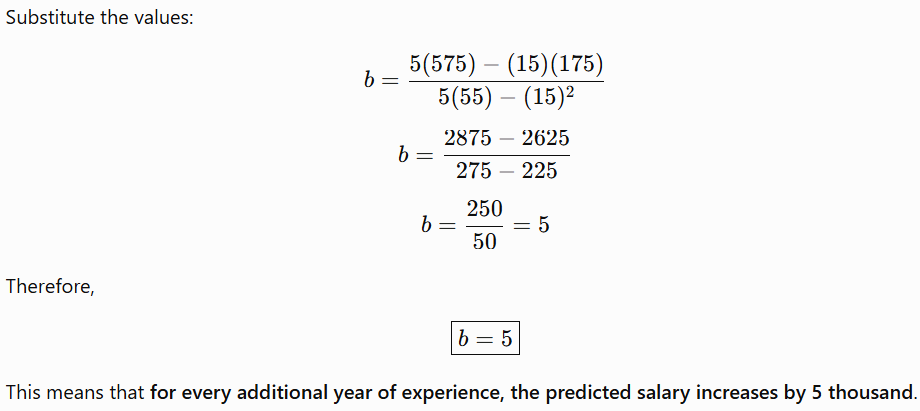 Substitute the values:
b = \frac{5(575) - (15)(175)}{5(55) - (15)^2}
b = \frac{2875 - 2625}{275 - 225}
b = \frac{250}{50} = 5
Therefore,
b = 5
This means that for every additional year of experience, the predicted salary increases by 5 thousand.